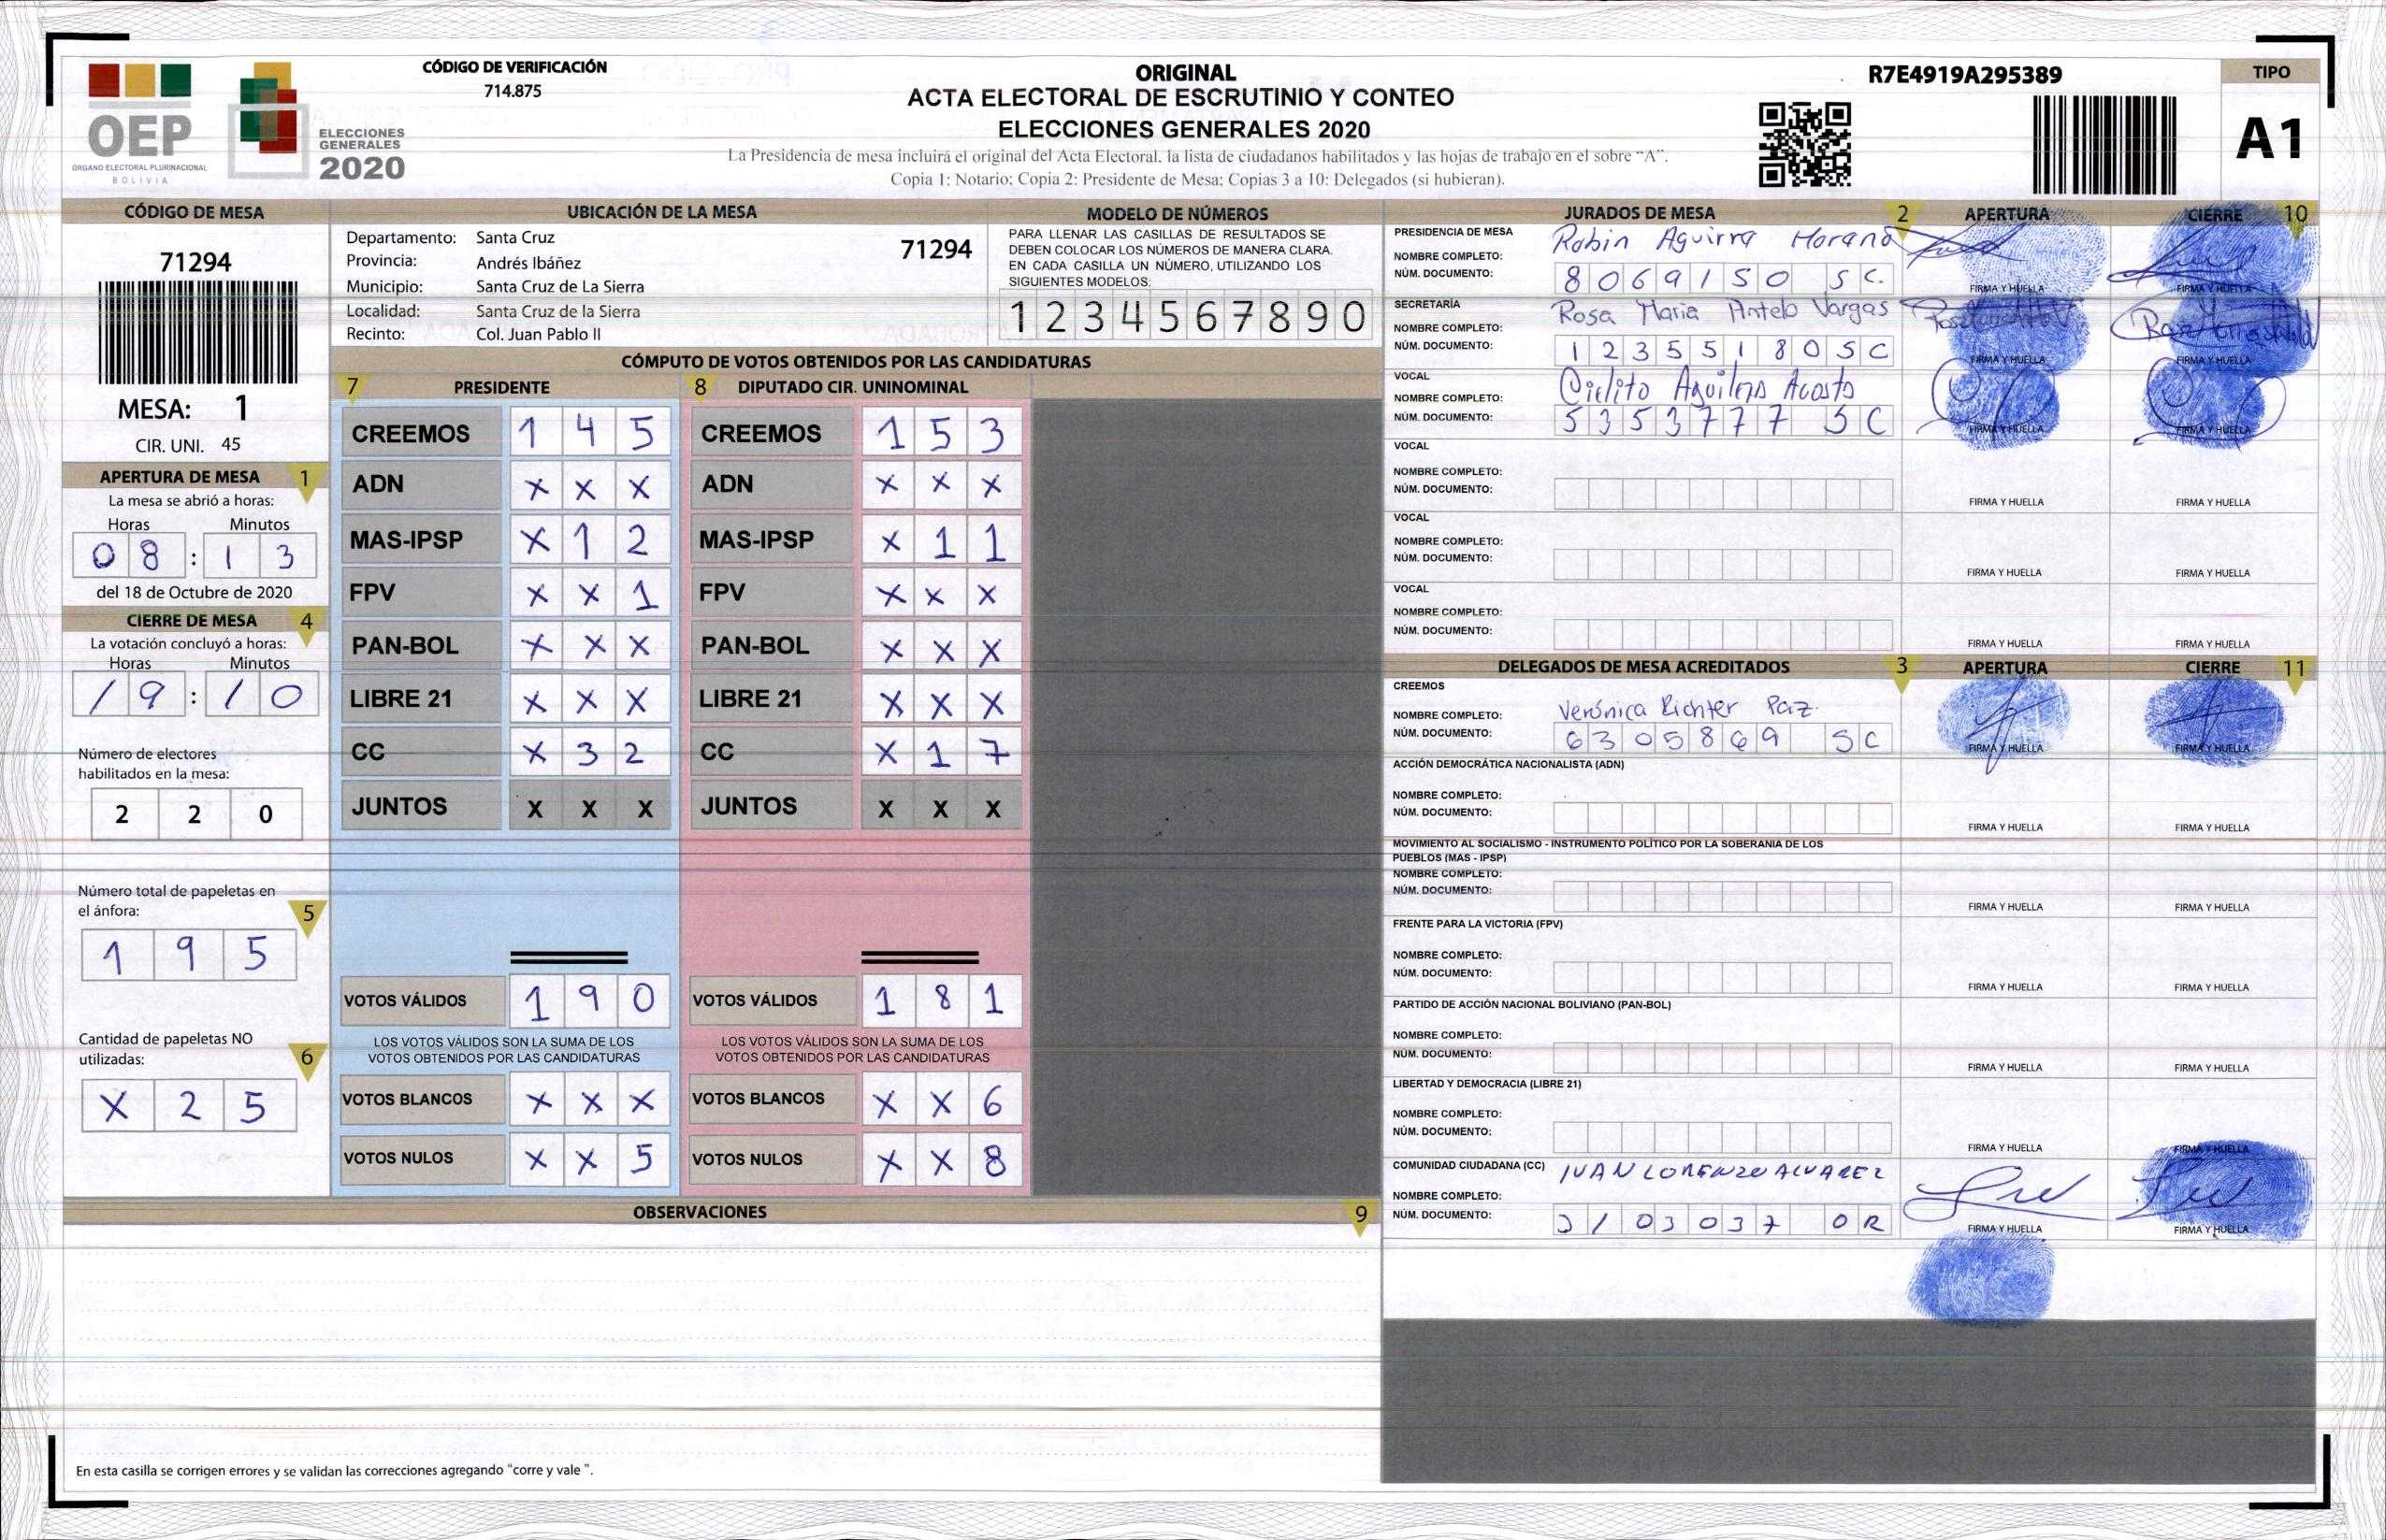 OEP
ORGANO ELECTORAL PLURINACIONAL
BOLIVIA
ELECCIONES
GENERALES
2020
CÓDIGO DE VERIFICACIÓN
714.875
ORIGINAL
ACTA ELECTORAL DE ESCRUTINIO Y CONTEO
ELECCIONES GENERALES 2020
La Presidencia de mesa incluirá el original del Acta Electoral, la lista de ciudadanos habilitados y las hojas de trabajo en el sobre "A".
Copia 1: Notario; Copia 2: Presidente de Mesa; Copias 3 a 10: Delegados (si hubieran).
R7E4919A295389
TIPO
A1
CÓDIGO DE MESA
71294
MESA: 1
CIR. UNI. 45
APERTURA DE MESA 1
La mesa se abrió a horas:
Horas Minutos
08 : 13
del 18 de Octubre de 2020
CIERRE DE MESA 4
La votación concluyó a horas:
Horas Minutos
19 : 10
Número de electores
habilitados en la mesa:
2 2 0
Número total de papeletas en
el ánfora: 5
1 9 5
Cantidad de papeletas NO
utilizadas: 6
X 2 5
UBICACIÓN DE LA MESA
Departamento: Santa Cruz 71294
Provincia: Andrés Ibáñez
Municipio: Santa Cruz de La Sierra
Localidad: Santa Cruz de la Sierra
Recinto: Col. Juan Pablo II
MODELO DE NÚMEROS
PARA LLENAR LAS CASILLAS DE RESULTADOS SE
DEBEN COLOCAR LOS NÚMEROS DE MANERA CLARA.
EN CADA CASILLA UN NÚMERO, UTILIZANDO LOS
SIGUIENTES MODELOS:
1 2 3 4 5 6 7 8 9 0
CÓMPUTO DE VOTOS OBTENIDOS POR LAS CANDIDATURAS
7 PRESIDENTE 8 DIPUTADO CIR. UNINOMINAL
CREEMOS 1 4 5 CREEMOS 1 5 3
ADN X X X ADN X X X
MAS-IPSP X 1 2 MAS-IPSP X 1 1
FPV X X 1 FPV X X X
PAN-BOL X X X PAN-BOL X X X
LIBRE 21 X X X LIBRE 21 X X X
CC X 3 2 CC X 1 7
JUNTOS X X X JUNTOS X X X
VOTOS VÁLIDOS 1 9 0 VOTOS VÁLIDOS 1 8 1
LOS VOTOS VÁLIDOS SON LA SUMA DE LOS LOS VOTOS VÁLIDOS SON LA SUMA DE LOS
VOTOS OBTENIDOS POR LAS CANDIDATURAS VOTOS OBTENIDOS POR LAS CANDIDATURAS
VOTOS BLANCOS X X X VOTOS BLANCOS X X 6
VOTOS NULOS X X 5 VOTOS NULOS X X 8
OBSERVACIONES 9
En esta casilla se corrigen errores y se validan las correcciones agregando "corre y vale ".
JURADOS DE MESA 2 APERTURA CIERRE 10
PRESIDENCIA DE MESA
NOMBRE COMPLETO: Robin Aguirra Morano
NÚM. DOCUMENTO: 8069150 SC.
FIRMA Y HUELLA FIRMA Y HUELLA
SECRETARÍA
NOMBRE COMPLETO: Rosa Maria Antelo Vargas
NÚM. DOCUMENTO: 12355180SC
FIRMA Y HUELLA FIRMA Y HUELLA
VOCAL
NOMBRE COMPLETO: Cielito Aguilera Acosta
NÚM. DOCUMENTO: 5353777 SC
FIRMA Y HUELLA FIRMA Y HUELLA
VOCAL
NOMBRE COMPLETO:
NÚM. DOCUMENTO:
FIRMA Y HUELLA FIRMA Y HUELLA
VOCAL
NOMBRE COMPLETO:
NÚM. DOCUMENTO:
FIRMA Y HUELLA FIRMA Y HUELLA
VOCAL
NOMBRE COMPLETO:
NÚM. DOCUMENTO:
FIRMA Y HUELLA FIRMA Y HUELLA
DELEGADOS DE MESA ACREDITADOS 3 APERTURA CIERRE 11
CREEMOS
NOMBRE COMPLETO: Verónica Richter Paz.
NÚM. DOCUMENTO: 6305869 SC
FIRMA Y HUELLA FIRMA Y HUELLA
ACCIÓN DEMOCRÁTICA NACIONALISTA (ADN)
NOMBRE COMPLETO:
NÚM. DOCUMENTO:
FIRMA Y HUELLA FIRMA Y HUELLA
MOVIMIENTO AL SOCIALISMO - INSTRUMENTO POLÍTICO POR LA SOBERANIA DE LOS
PUEBLOS (MAS - IPSP)
NOMBRE COMPLETO:
NÚM. DOCUMENTO:
FIRMA Y HUELLA FIRMA Y HUELLA
FRENTE PARA LA VICTORIA (FPV)
NOMBRE COMPLETO:
NÚM. DOCUMENTO:
FIRMA Y HUELLA FIRMA Y HUELLA
PARTIDO DE ACCIÓN NACIONAL BOLIVIANO (PAN-BOL)
NOMBRE COMPLETO:
NÚM. DOCUMENTO:
FIRMA Y HUELLA FIRMA Y HUELLA
LIBERTAD Y DEMOCRACIA (LIBRE 21)
NOMBRE COMPLETO:
NÚM. DOCUMENTO:
FIRMA Y HUELLA FIRMA Y HUELLA
COMUNIDAD CIUDADANA (CC)
NOMBRE COMPLETO: IVAN LORENZO ALVAREZ
NÚM. DOCUMENTO: 3103037 OR
FIRMA Y HUELLA FIRMA Y HUELLA